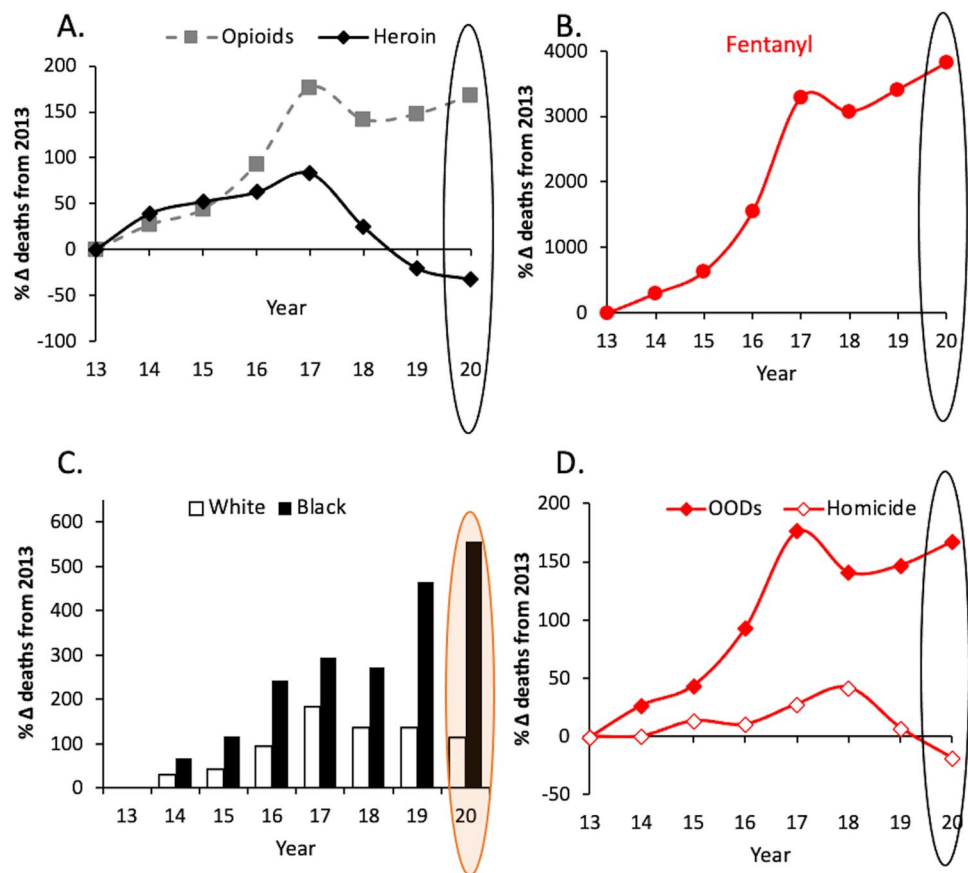 A.
Opioids Heroin
% Δ deaths from 2013
200
150
100
50
0
-50
-100
Year
13 14 15 16 17 18 19 20
B.
Fentanyl
% Δ deaths from 2013
4000
3000
2000
1000
0
13 14 15 16 17 18 19 20
Year
C.
White Black
% Δ deaths from 2013
600
500
400
300
200
100
0
13 14 15 16 17 18 19 20
Year
D.
OODs Homicide
% Δ deaths from 2013
200
150
100
50
0
-50
13 14 15 16 17 18 19 20
Year